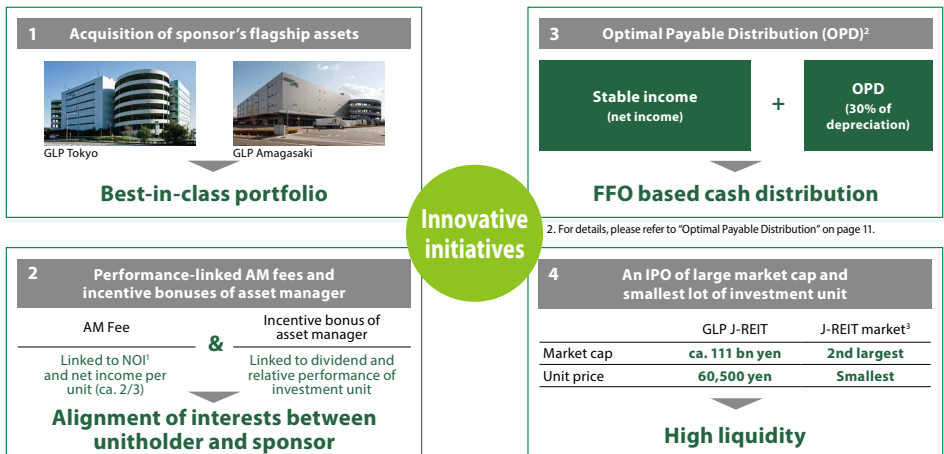 1 Acquisition of sponsor's flagship assets
GLP Tokyo
GLP Amagasaki
Best-in-class portfolio
2 Performance-linked AM fees and
incentive bonuses of asset manager
AM Fee
Linked to NOI¹
and net income per
unit (ca. 2/3)
&
Incentive bonus of
asset manager
Linked to dividend and
relative performance of
investment unit
Alignment of interests between
unitholder and sponsor
Innovative
initiatives
3 Optimal Payable Distribution (OPD)²
Stable income
(net income)
+
OPD
(30% of
depreciation)
FFO based cash distribution
2. For details, please refer to “Optimal Payable Distribution” on page 11.
4 An IPO of large market cap and
smallest lot of investment unit
GLP J-REIT J-REIT market³
Market cap ca. 111 bn yen 2nd largest
Unit price 60,500 yen Smallest
High liquidity